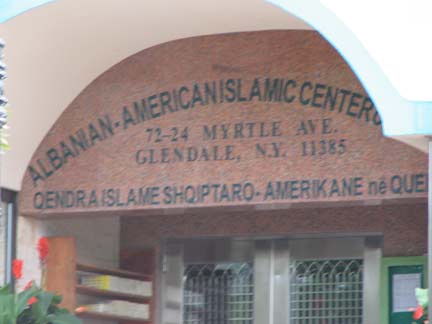 ALBANIAN-AMERICAN ISLAMIC CENTER
72-24 MYRTLE AVE.
GLENDALE, N.Y. 11385
QENDRA ISLAME SHQIPTARO-AMERIKANE në